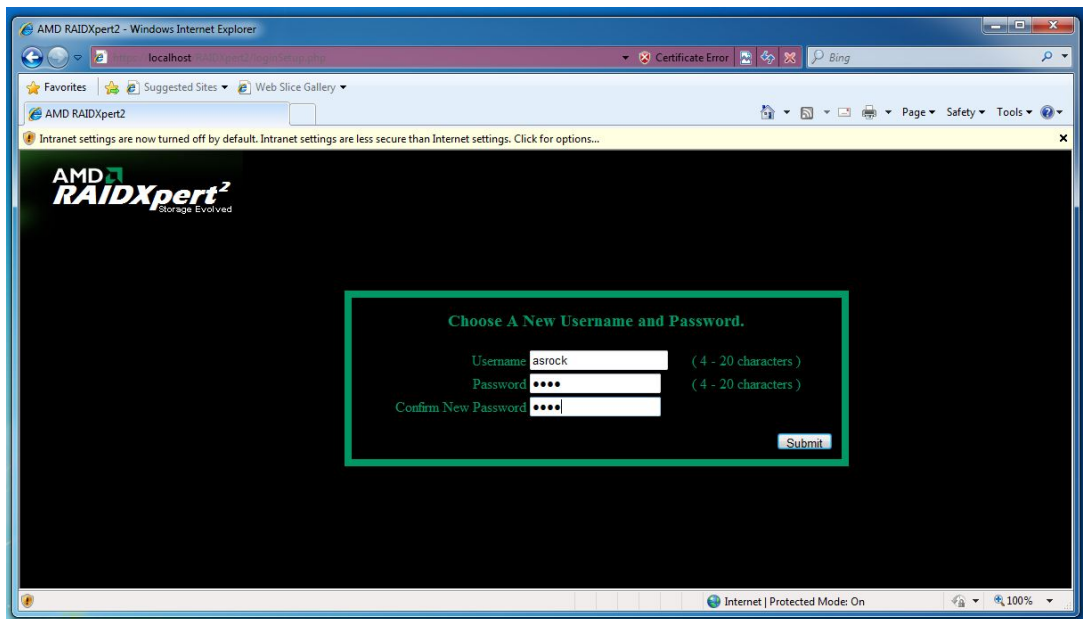 AMD RAIDXpert2 - Windows Internet Explorer
localhost
Certificate Error
Bing
Favorites Suggested Sites Web Slice Gallery
AMD RAIDXpert2 Page Safety Tools
Intranet settings are now turned off by default. Intranet settings are less secure than Internet settings. Click for options...
AMD
RAIDXpert2
Storage Evolved
Choose A New Username and Password.
Username asrock ( 4 - 20 characters )
Password •••• ( 4 - 20 characters )
Confirm New Password ••••
Submit
Internet | Protected Mode: On 100%